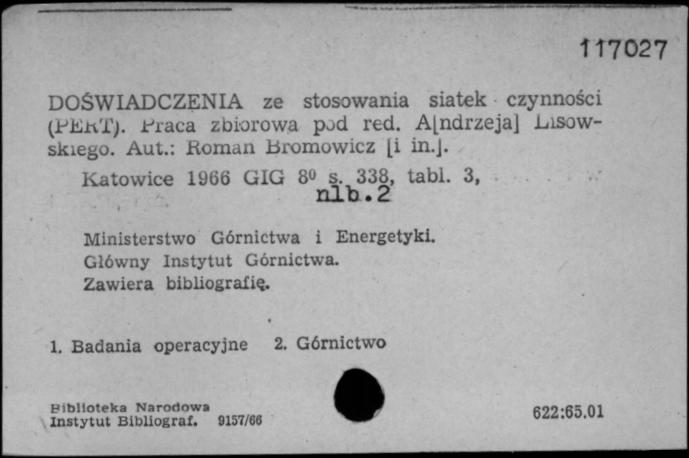 117027
DOŚWIADCZENIA ze stosowania siatek czynności
(PERT). Praca zbiorowa pod red. A[ndrzeja] Lisow-
skiego. Aut.: Roman Bromowicz [i in.].
Katowice 1966 GIG 8⁰ s. 338, tabl. 3,
nlb.2
Ministerstwo Górnictwa i Energetyki.
Główny Instytut Górnictwa.
Zawiera bibliografię.
1. Badania operacyjne 2. Górnictwo
Biblioteka Narodowa
Instytut Bibliograf. 9157/66
622:65.01